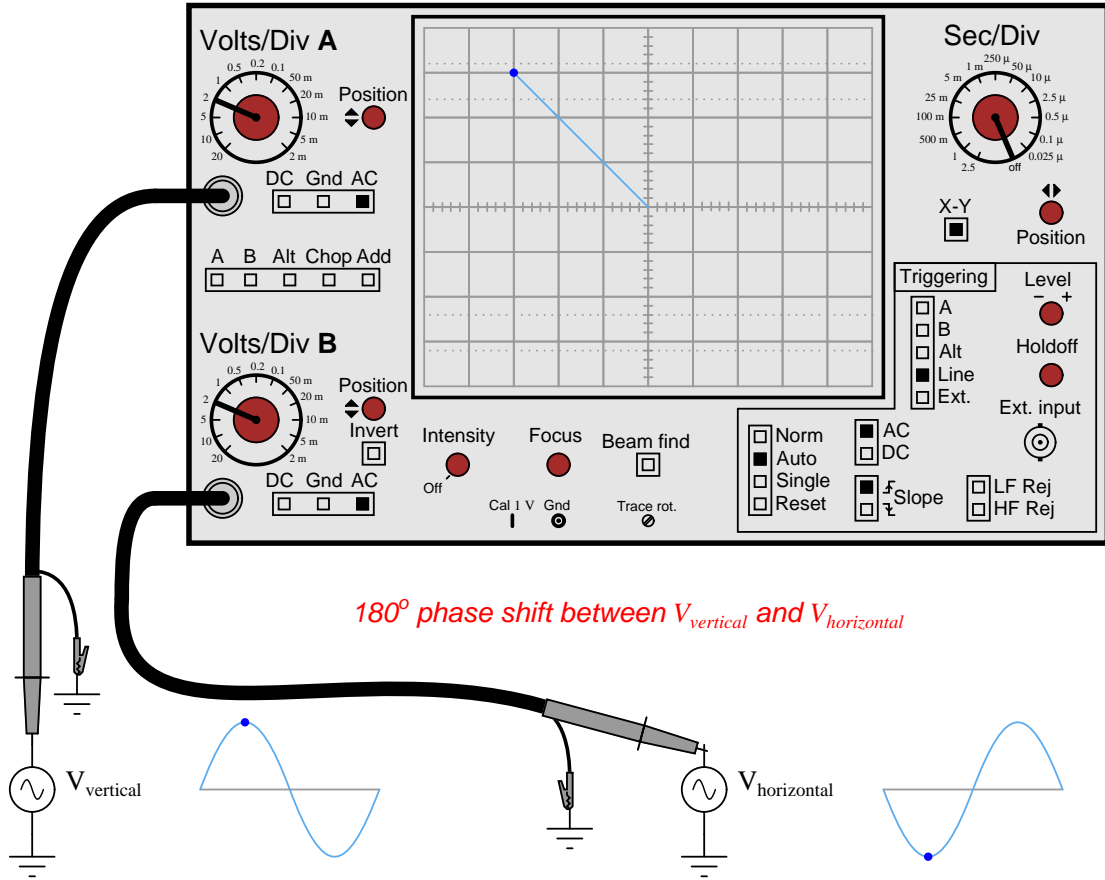 Volts/Div A
0.5 0.2 0.1
1 50 m
2 20 m
5 10 m
10 5 m
20 2 m
Position
DC Gnd AC
A B Alt Chop Add
Volts/Div B
0.5 0.2 0.1
1 50 m
2 20 m
5 10 m
10 5 m
20 2 m
Position
Invert
DC Gnd AC
Intensity
Off
Focus
Beam find
Cal 1 V Gnd
Trace rot.
Sec/Div
250 µ
1 m 50 µ
5 m 10 µ
25 m 2.5 µ
100 m 0.5 µ
500 m 0.1 µ
1 0.025 µ
2.5 off
X-Y
Position
Triggering
A
B
Alt
Line
Ext.
Level
− +
Holdoff
Ext. input
Norm
Auto
Single
Reset
AC
DC
Slope
LF Rej
HF Rej
180° phase shift between Vvertical and Vhorizontal
Vvertical
Vhorizontal